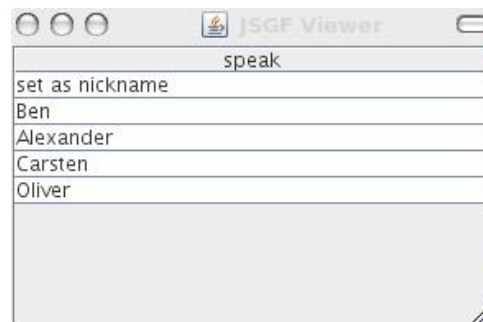 JSGF Viewer
speak
set as nickname
Ben
Alexander
Carsten
Oliver